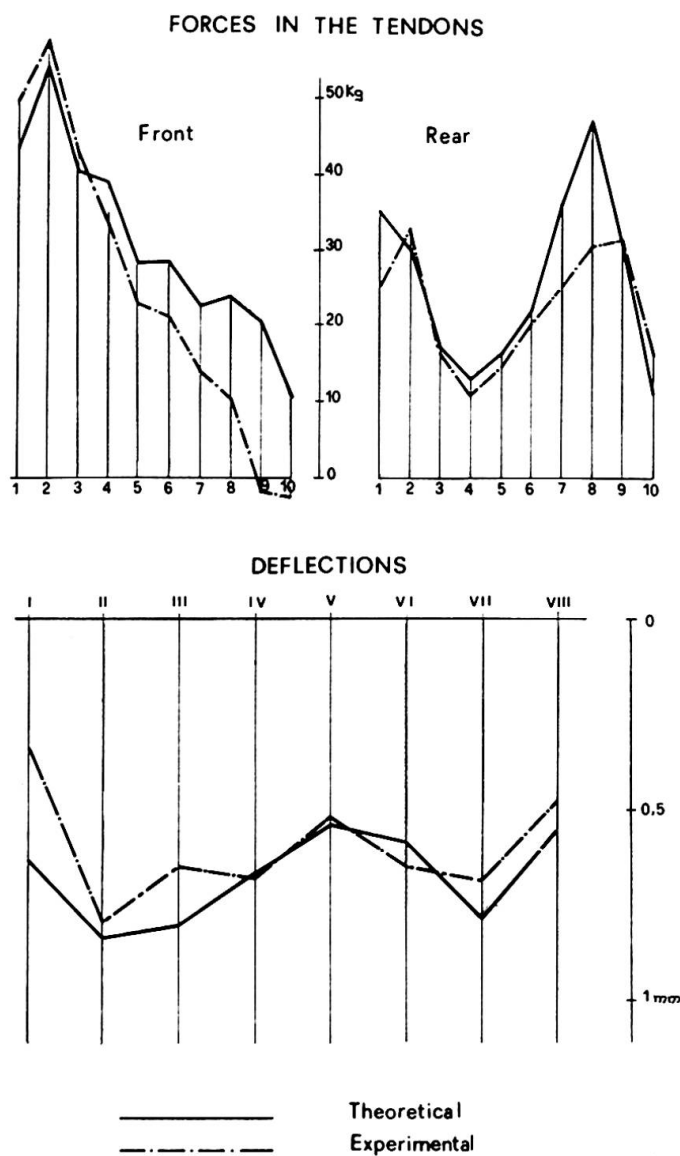 FORCES IN THE TENDONS
50Kg
Front
Rear
40
30
20
10
0
1 2 3 4 5 6 7 8 9 10
1 2 3 4 5 6 7 8 9 10
DEFLECTIONS
I II III IV V VI VII VIII
0
0.5
1
Theoretical
Experimental